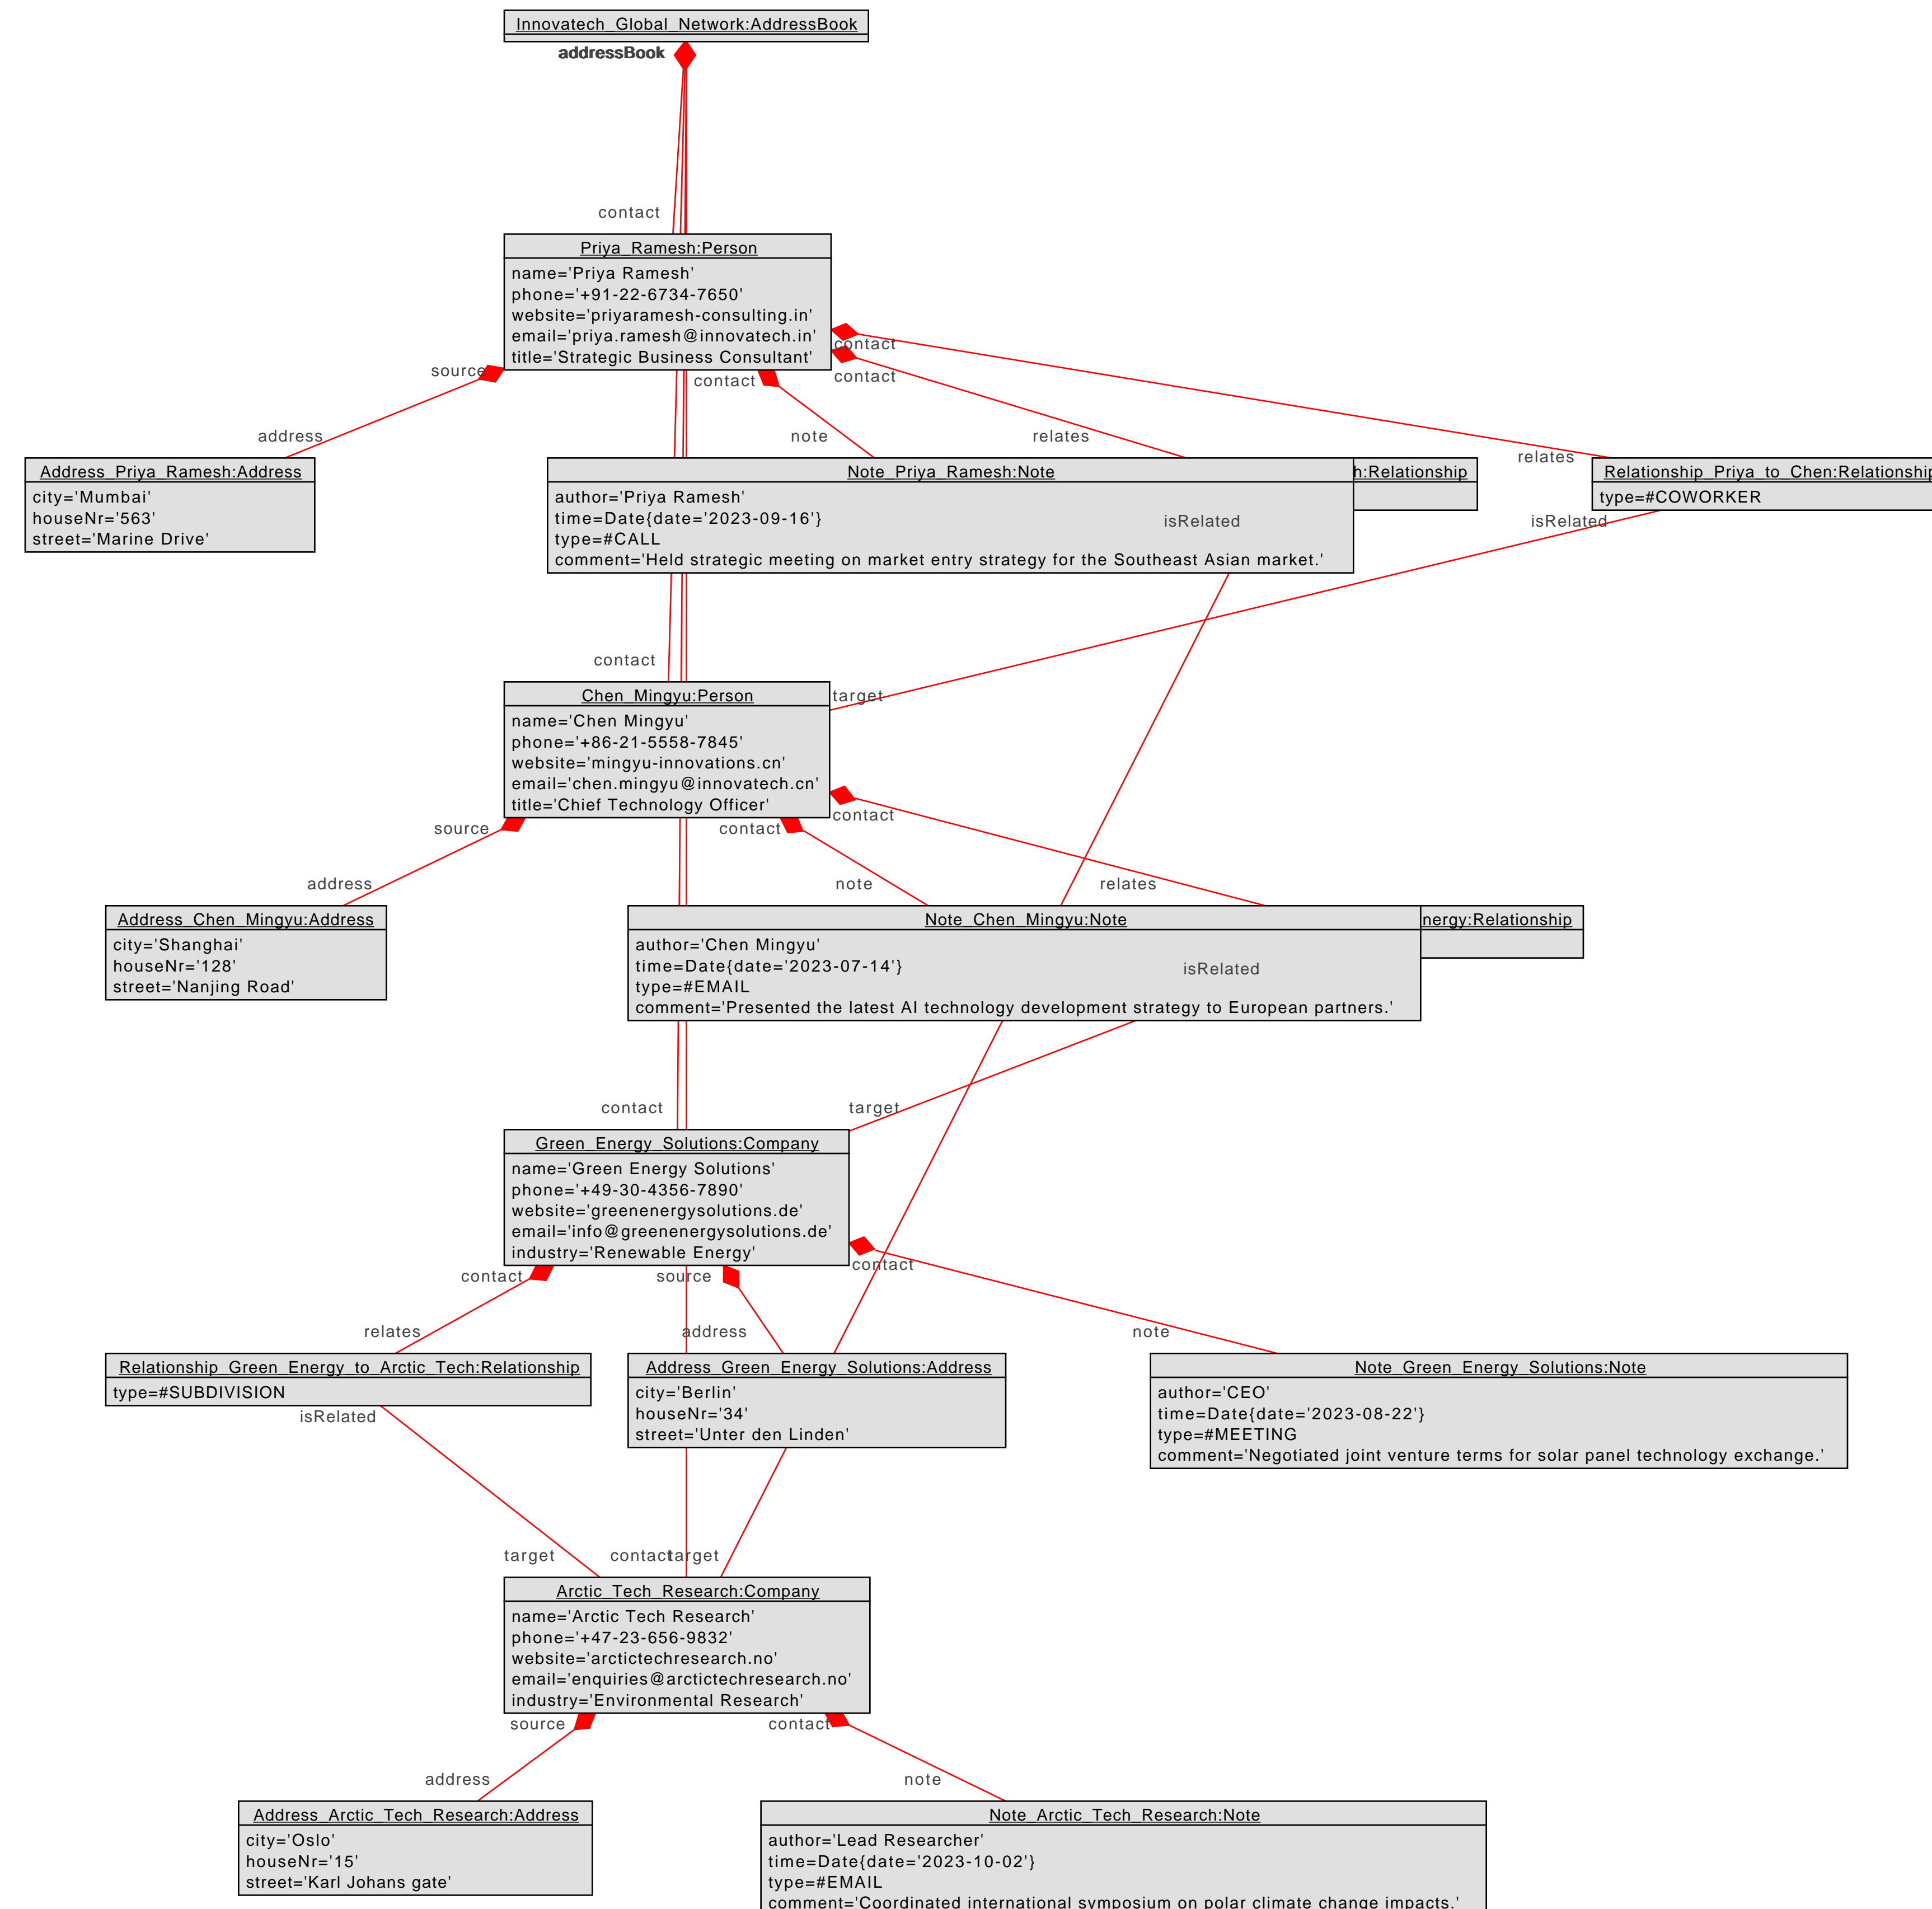 Innovatech_Global_Network:AddressBook
addressBook
contact
Priya_Ramesh:Person
name='Priya Ramesh'
phone='+91-22-6734-7650'
website='priyaramesh-consulting.in'
email='priya.ramesh@innovatech.in'
title='Strategic Business Consultant'
contact
contact
contact
source
address
note
relates
relates
Address_Priya_Ramesh:Address
city='Mumbai'
houseNr='563'
street='Marine Drive'
Note_Priya_Ramesh:Note
author='Priya Ramesh'
time=Date{date='2023-09-16'}
type=#CALL
comment='Held strategic meeting on market entry strategy for the Southeast Asian market.'
h:Relationship
isRelated
Relationship_Priya_to_Chen:Relationship
type=#COWORKER
isRelated
contact
target
Chen_Mingyu:Person
name='Chen Mingyu'
phone='+86-21-5558-7845'
website='mingyu-innovations.cn'
email='chen.mingyu@innovatech.cn'
title='Chief Technology Officer'
source
contact
contact
address
note
relates
Address_Chen_Mingyu:Address
city='Shanghai'
houseNr='128'
street='Nanjing Road'
Note_Chen_Mingyu:Note
author='Chen Mingyu'
time=Date{date='2023-07-14'}
type=#EMAIL
comment='Presented the latest AI technology development strategy to European partners.'
nergy:Relationship
isRelated
contact
target
Green_Energy_Solutions:Company
name='Green Energy Solutions'
phone='+49-30-4356-7890'
website='greenenergysolutions.de'
email='info@greenenergysolutions.de'
industry='Renewable Energy'
contact
source
contact
relates
address
note
Relationship_Green_Energy_to_Arctic_Tech:Relationship
type=#SUBDIVISION
isRelated
Address_Green_Energy_Solutions:Address
city='Berlin'
houseNr='34'
street='Unter den Linden'
Note_Green_Energy_Solutions:Note
author='CEO'
time=Date{date='2023-08-22'}
type=#MEETING
comment='Negotiated joint venture terms for solar panel technology exchange.'
target
contact
target
Arctic_Tech_Research:Company
name='Arctic Tech Research'
phone='+47-23-656-9832'
website='arctictechresearch.no'
email='enquiries@arctictechresearch.no'
industry='Environmental Research'
source
contact
address
note
Address_Arctic_Tech_Research:Address
city='Oslo'
houseNr='15'
street='Karl Johans gate'
Note_Arctic_Tech_Research:Note
author='Lead Researcher'
time=Date{date='2023-10-02'}
type=#EMAIL
comment='Coordinated international symposium on polar climate change impacts.'